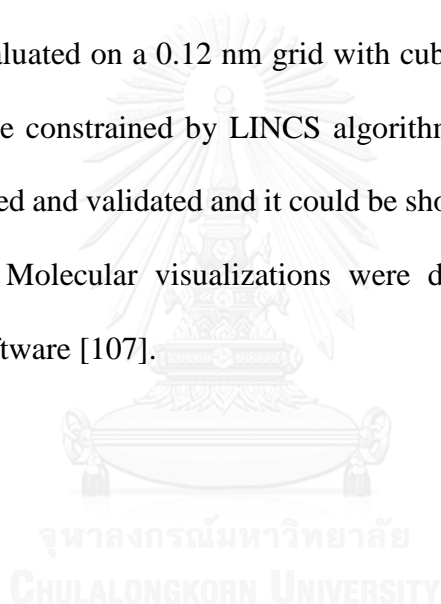 aluated on a 0.12 nm grid with cub
e constrained by LINCS algorithm
ed and validated and it could be sho
Molecular visualizations were d
ftware [107].
จุฬาลงกรณ์มหาวิทยาลัย
CHULALONGKORN UNIVERSITY